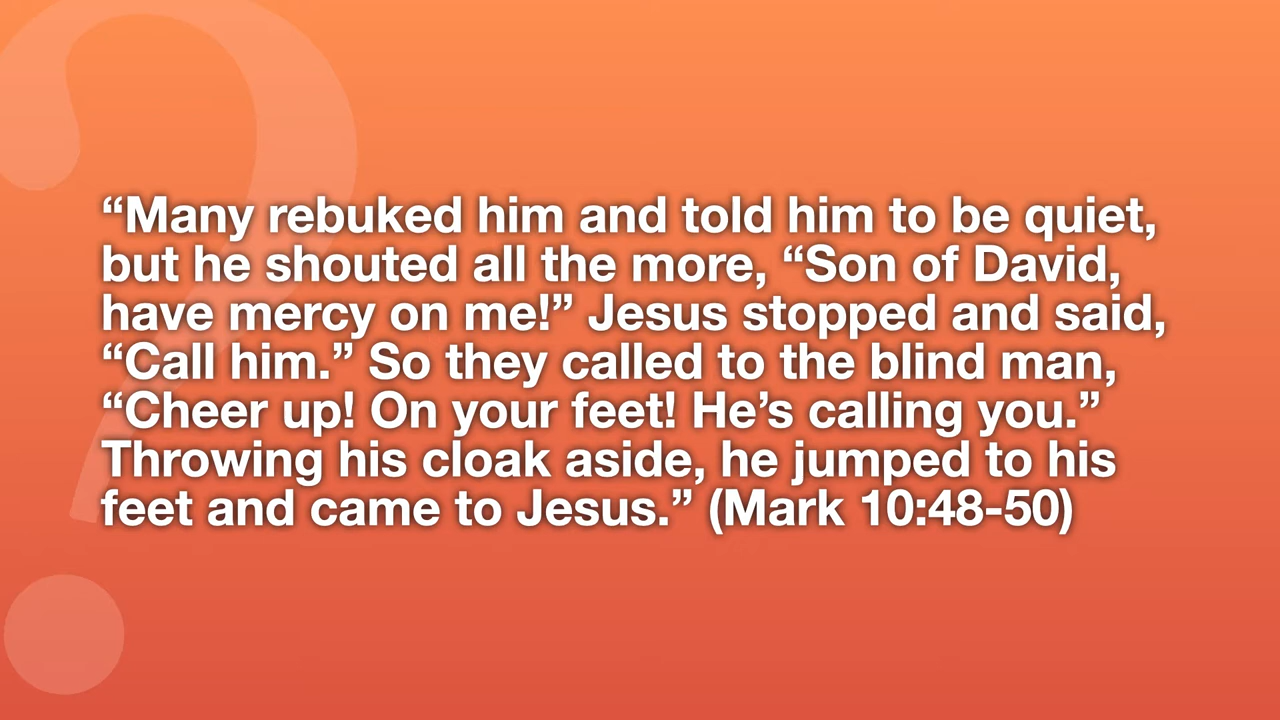 “Many rebuked him and told him to be quiet,
but he shouted all the more, “Son of David,
have mercy on me!” Jesus stopped and said,
“Call him.” So they called to the blind man,
“Cheer up! On your feet! He’s calling you.”
Throwing his cloak aside, he jumped to his
feet and came to Jesus.” (Mark 10:48-50)